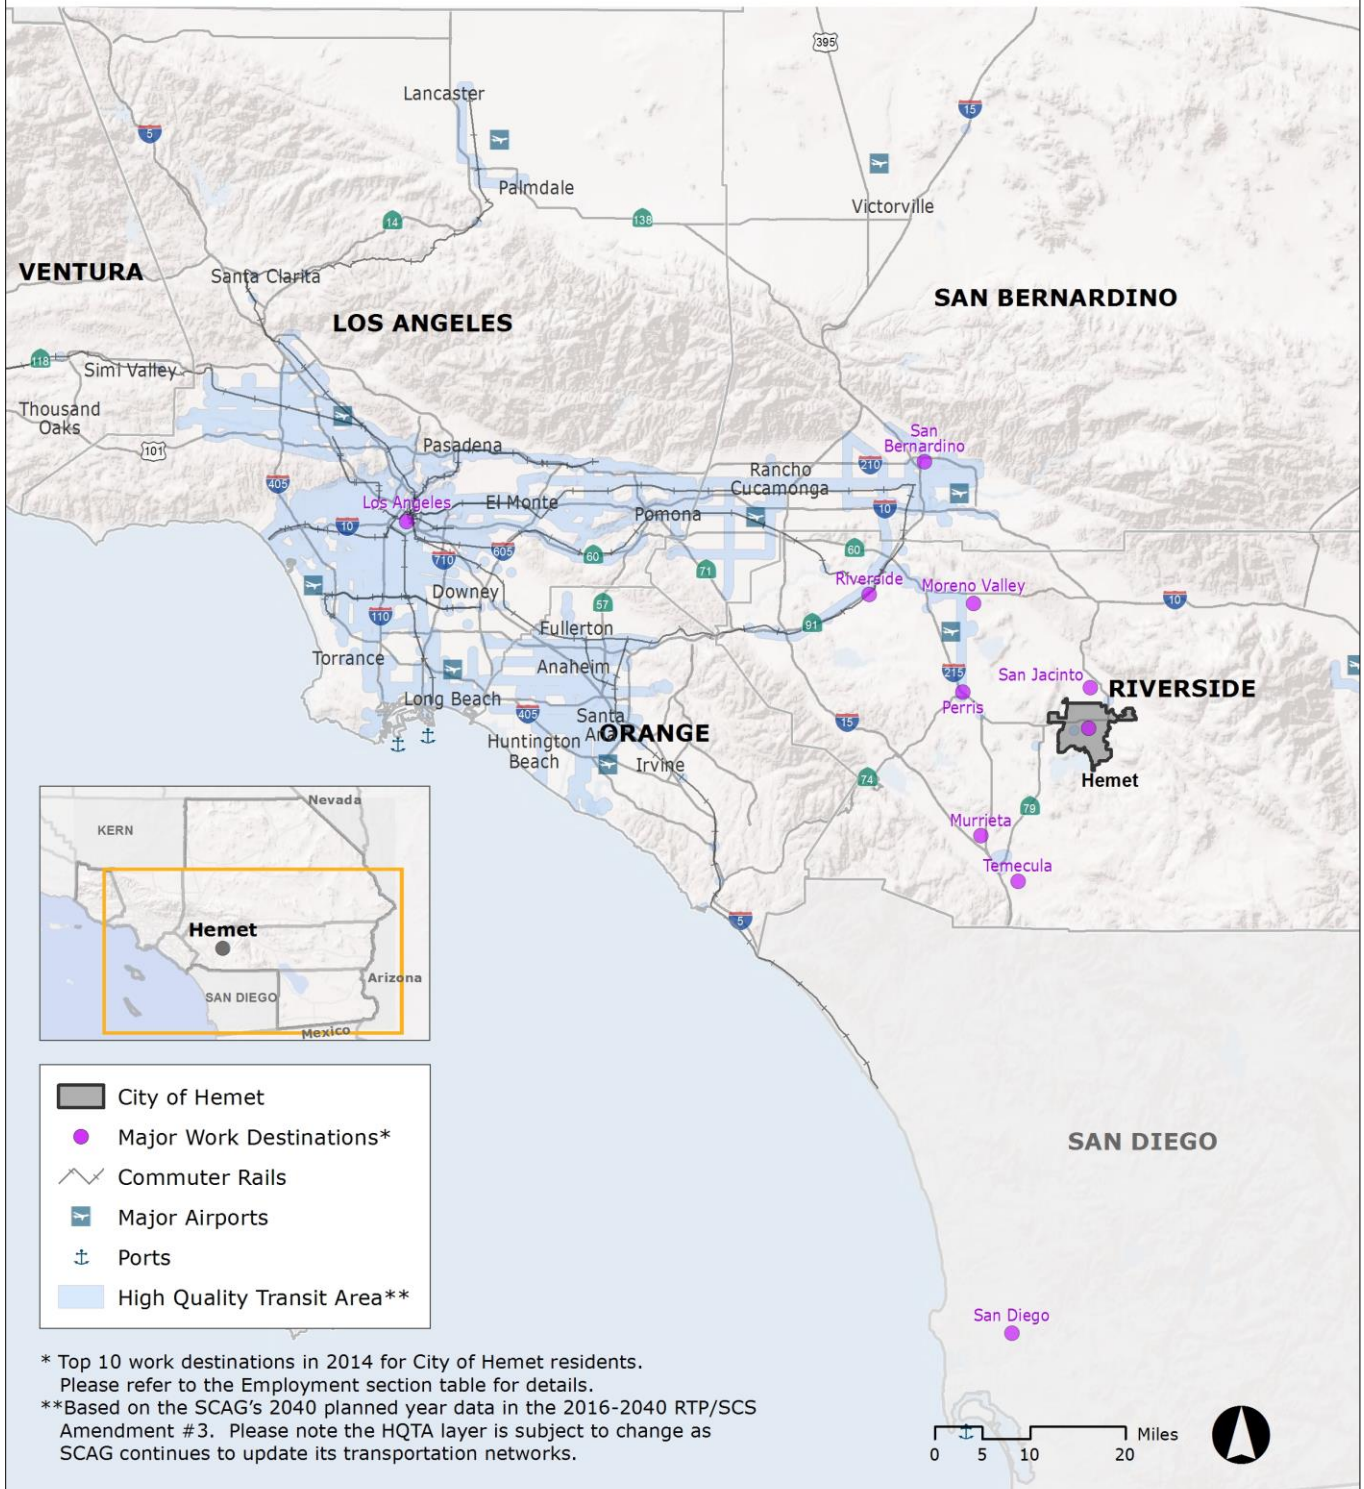 395
Lancaster
15
5
Palmdale
Victorville
14
138
VENTURA
Santa Clarita
SAN BERNARDINO
LOS ANGELES
118
Simi Valley
Thousand
Oaks
101
Pasadena
San
Bernardino
405
210
Rancho
Cucamonga
Los Angeles
El Monte
10
Pomona
10
710
605
60
60
71
Riverside
Moreno Valley
10
Downey
57
110
91
Fullerton
Torrance
Anaheim
215
San Jacinto
RIVERSIDE
Long Beach
Perris
405
Santa
Ana
ORANGE
15
Huntington
Beach
Irvine
74
Hemet
79
Murrieta
Temecula
5
Nevada
KERN
Hemet
Arizona
SAN DIEGO
Mexico
City of Hemet
Major Work Destinations*
Commuter Rails
Major Airports
Ports
High Quality Transit Area**
SAN DIEGO
San Diego
* Top 10 work destinations in 2014 for City of Hemet residents.
Please refer to the Employment section table for details.
**Based on the SCAG's 2040 planned year data in the 2016-2040 RTP/SCS
Amendment #3. Please note the HQTA layer is subject to change as
SCAG continues to update its transportation networks.
Miles
0 5 10 20